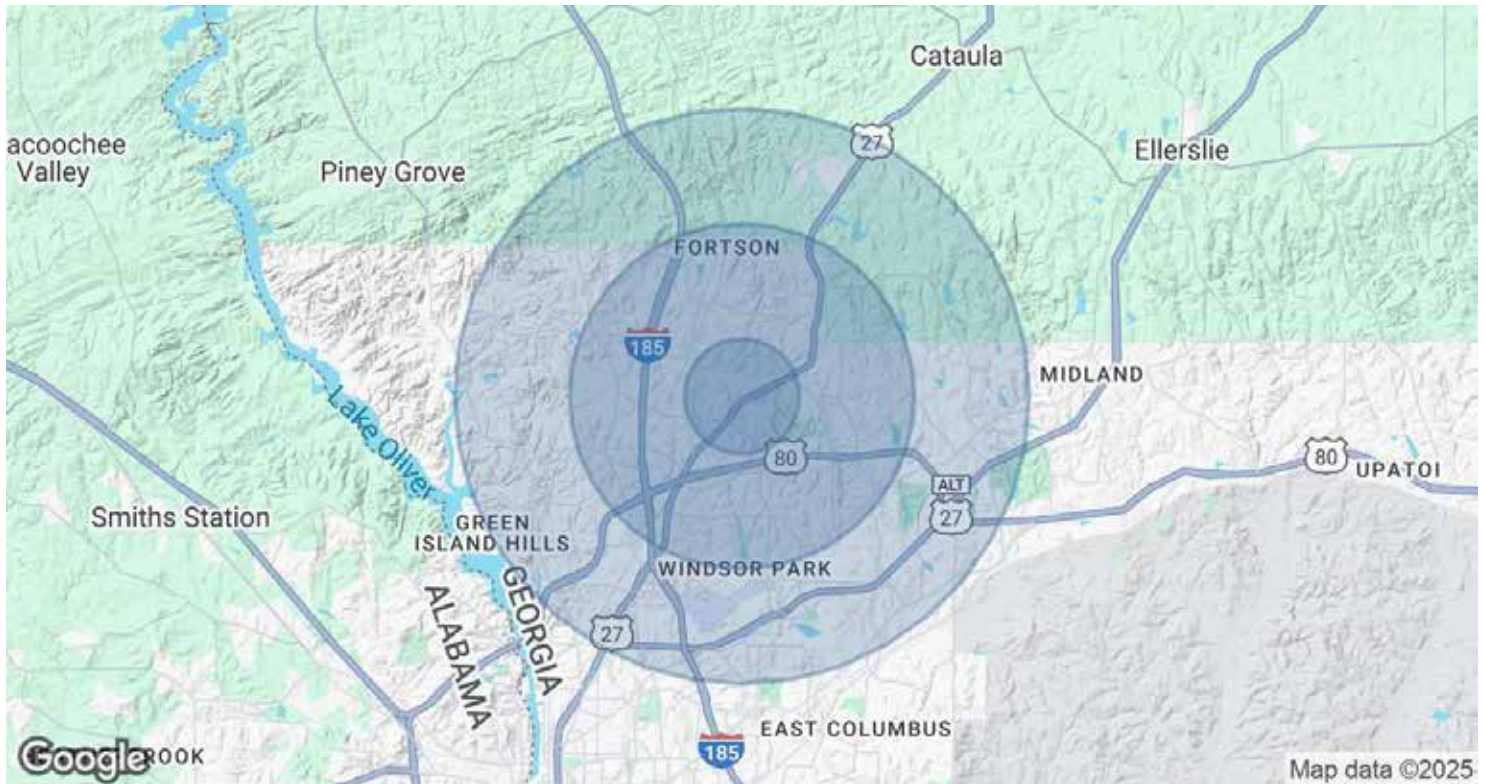 Cataula
27
acoochee
Valley
Piney Grove
Ellerslie
FORTSON
185
MIDLAND
Lake Oliver
80
80
ALT
27
UPATOI
Smiths Station
GREEN
ISLAND HILLS
WINDSOR PARK
GEORGIA
ALABAMA
27
EAST COLUMBUS
185
Google
ROOK
Map data ©2025